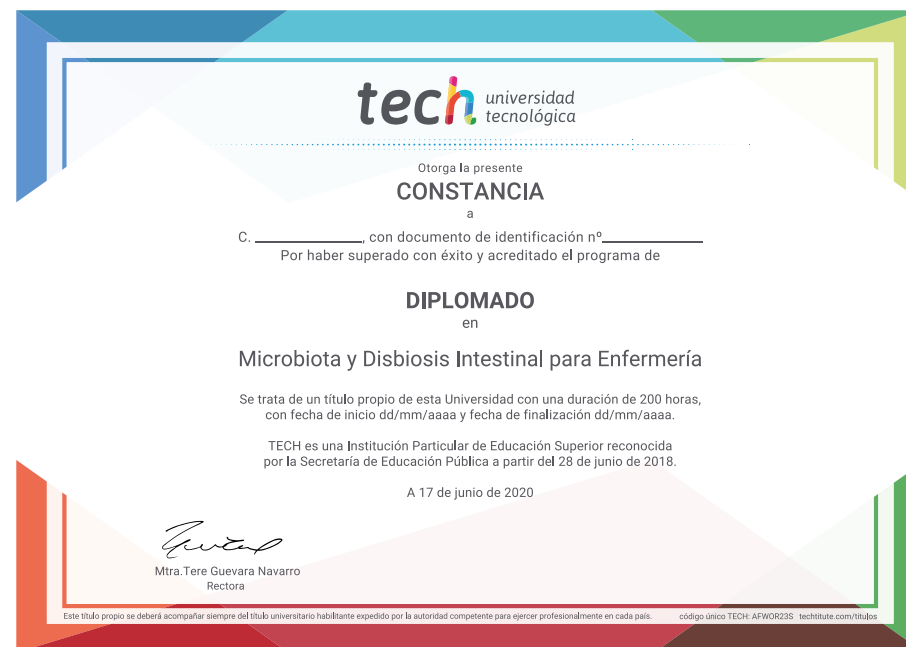 tech universidad
tecnológica
Otorga la presente
CONSTANCIA
a
C. ____________, con documento de identificación nº____________
Por haber superado con éxito y acreditado el programa de
DIPLOMADO
en
Microbiota y Disbiosis Intestinal para Enfermería
Se trata de un título propio de esta Universidad con una duración de 200 horas,
con fecha de inicio dd/mm/aaaa y fecha de finalización dd/mm/aaaa.
TECH es una Institución Particular de Educación Superior reconocida
por la Secretaría de Educación Pública a partir del 28 de junio de 2018.
A 17 de junio de 2020
Mtra.Tere Guevara Navarro
Rectora
Este título propio se deberá acompañar siempre del título universitario habilitante expedido por la autoridad competente para ejercer profesionalmente en cada país. código único TECH: AFWOR23S techtitute.com/títulos